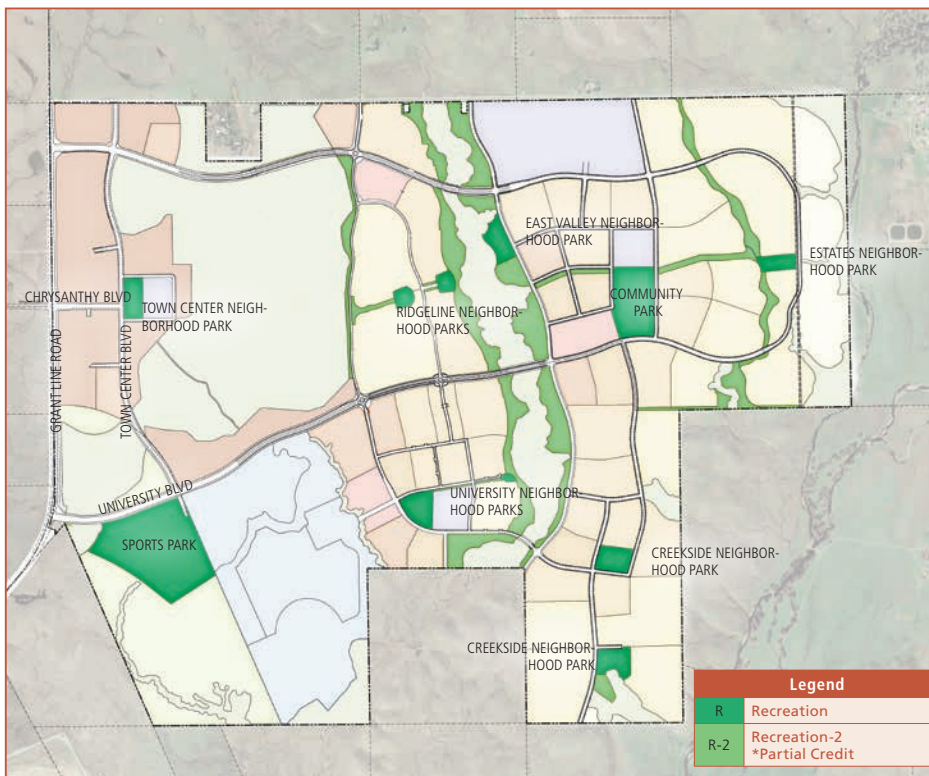 EAST VALLEY NEIGHBOR-
HOOD PARK
ESTATES NEIGHBOR-
HOOD PARK
CHRYSANTHY BLVD
TOWN CENTER NEIGH-
BORHOOD PARK
RIDGELINE NEIGHBOR-
HOOD PARKS
COMMUNITY
PARK
GRANT LINE ROAD
TOWN CENTER BLVD
UNIVERSITY BLVD
UNIVERSITY NEIGHBOR-
HOOD PARKS
SPORTS PARK
CREEKSIDE NEIGHBOR-
HOOD PARK
CREEKSIDE NEIGHBOR-
HOOD PARK
Legend
R Recreation
R-2 Recreation-2
*Partial Credit